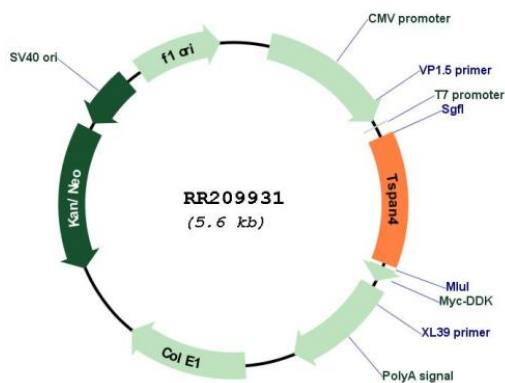 CMV promoter
f1 ori
SV40 ori
VP1.5 primer
T7 promoter
SgfI
Kan/Neo
RR209931
(5.6 kb)
Tspan4
MluI
Myc-DDK
XL39 primer
Col E1
PolyA signal